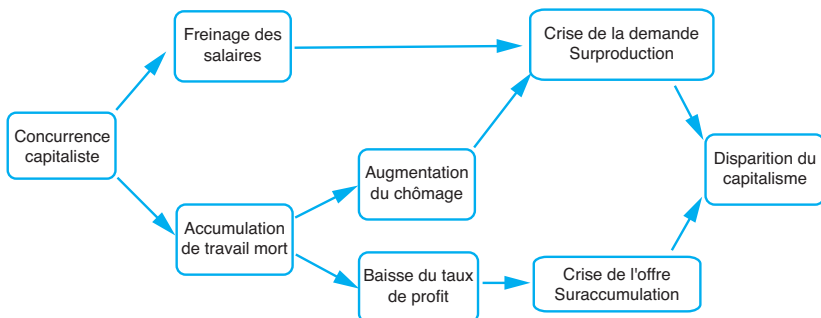 Freinage des
salaires
Crise de la demande
Surproduction
Concurrence
capitaliste
Augmentation
du chômage
Disparition du
capitalisme
Accumulation
de travail mort
Baisse du taux
de profit
Crise de l'offre
Suraccumulation